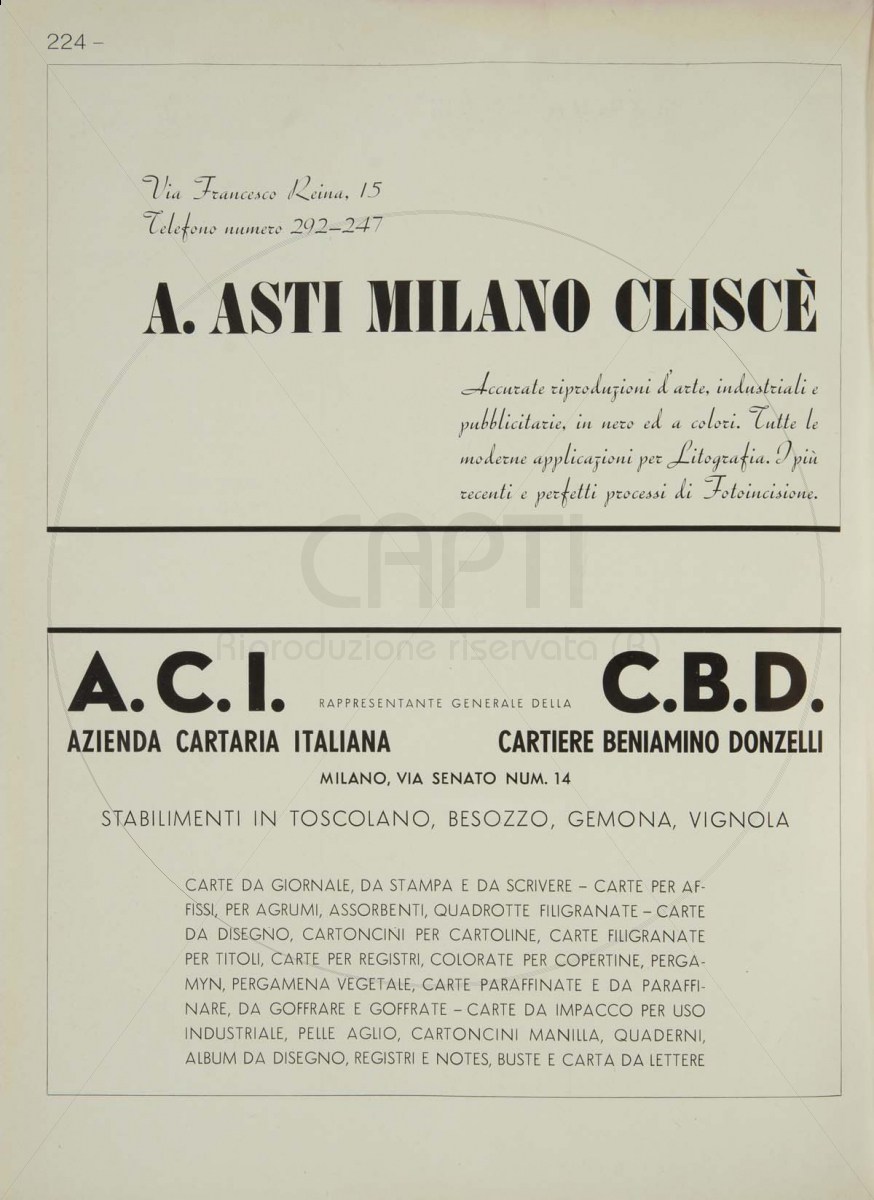 224 –
Via Francesco Reina, 15
Telefono numero 292–247
A. ASTI MILANO CLISCÈ
Accurate riproduzioni d'arte, industriali e
pubblicitarie, in nero ed a colori. Tutte le
moderne applicazioni per Litografia. I più
recenti e perfetti processi di Fotoincisione.
CAPTI
Riproduzione riservata (R)
A.C.I. RAPPRESENTANTE GENERALE DELLA C.B.D.
AZIENDA CARTARIA ITALIANA CARTIERE BENIAMINO DONZELLI
MILANO, VIA SENATO NUM. 14
STABILIMENTI IN TOSCOLANO, BESOZZO, GEMONA, VIGNOLA
CARTE DA GIORNALE, DA STAMPA E DA SCRIVERE – CARTE PER AF-
FISSI, PER AGRUMI, ASSORBENTI, QUADROTTE FILIGRANATE – CARTE
DA DISEGNO, CARTONCINI PER CARTOLINE, CARTE FILIGRANATE
PER TITOLI, CARTE PER REGISTRI, COLORATE PER COPERTINE, PERGA-
MYN, PERGAMENA VEGETALE, CARTE PARAFFINATE E DA PARAFFI-
NARE, DA GOFFRARE E GOFFRATE – CARTE DA IMPACCO PER USO
INDUSTRIALE, PELLE AGLIO, CARTONCINI MANILLA, QUADERNI,
ALBUM DA DISEGNO, REGISTRI E NOTES, BUSTE E CARTA DA LETTERE